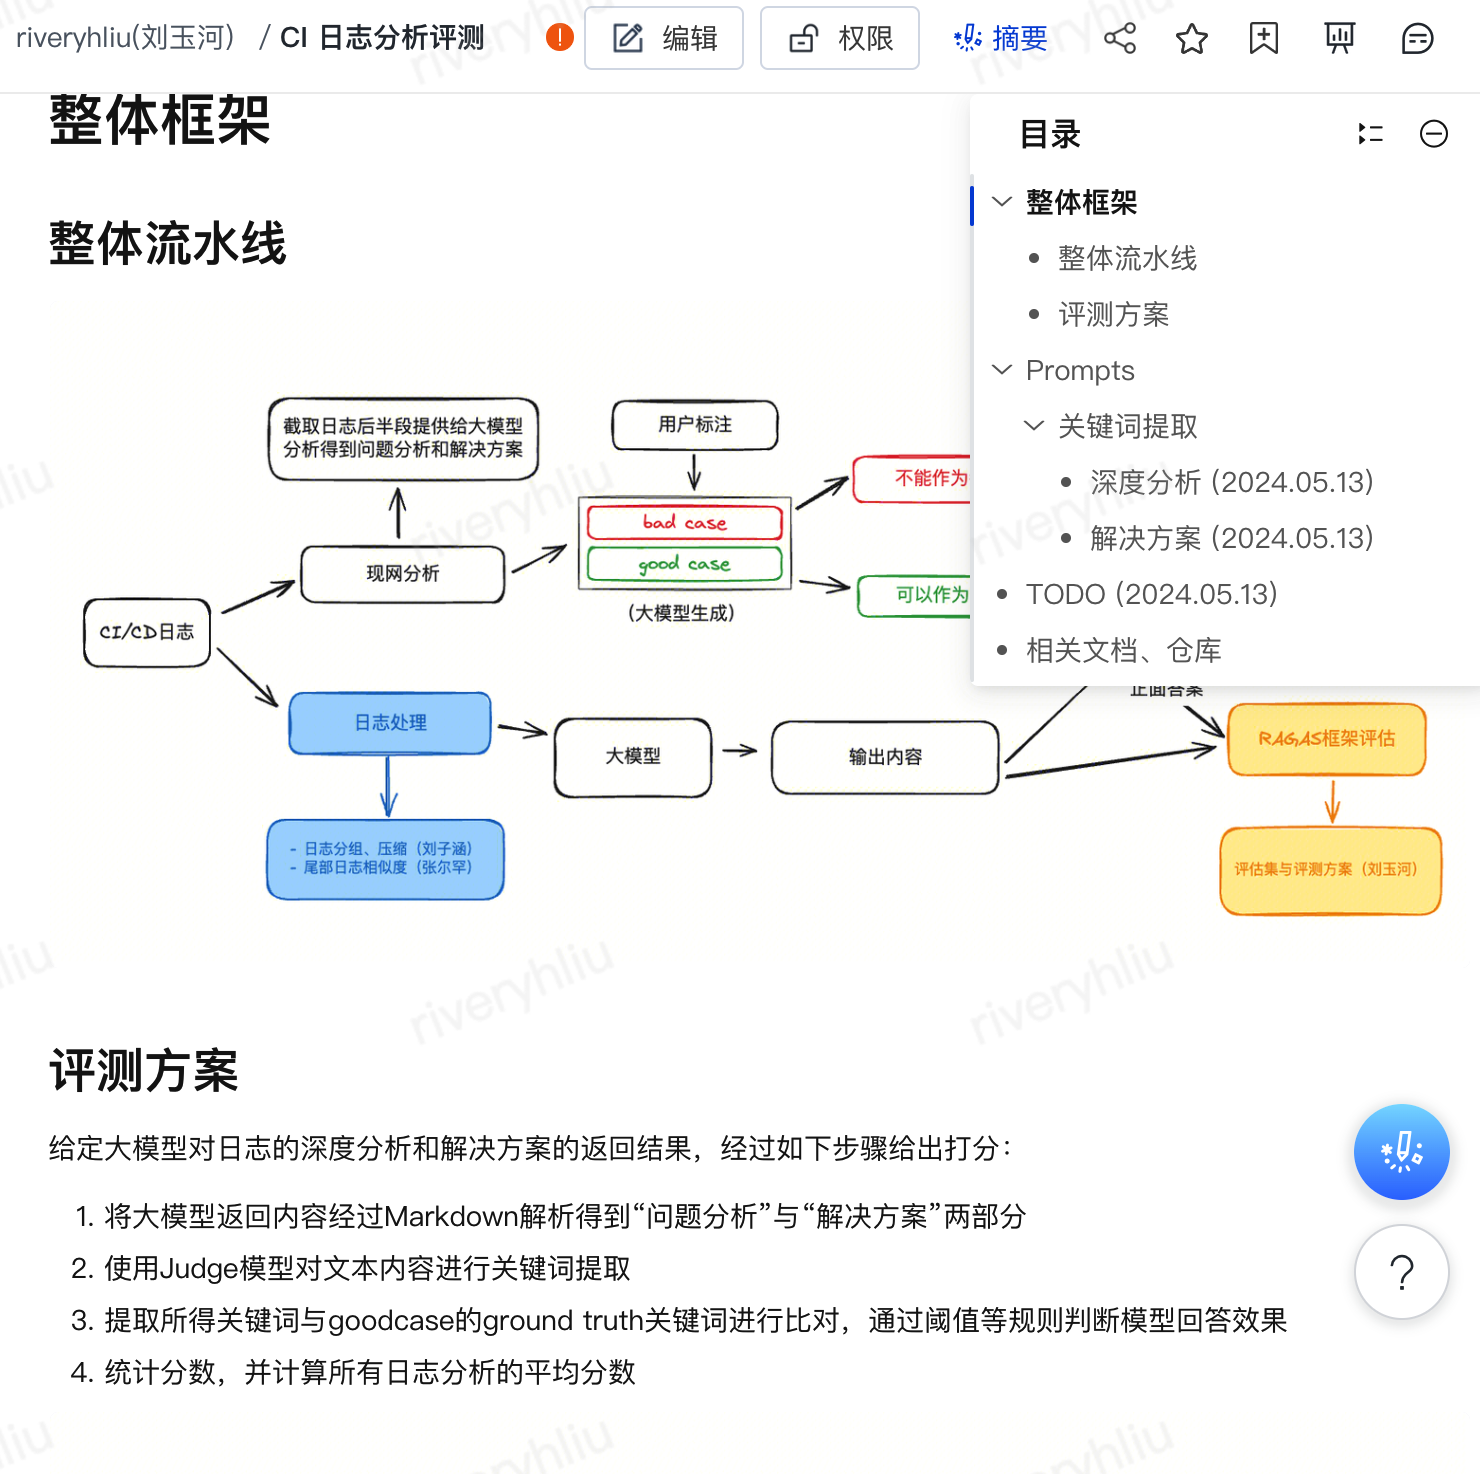 riveryhliu(刘玉河) / CI 日志分析评测
编辑
权限
摘要
整体框架
整体流水线
目录
整体框架
整体流水线
评测方案
Prompts
关键词提取
深度分析 (2024.05.13)
解决方案 (2024.05.13)
TODO (2024.05.13)
相关文档、仓库
截取日志后半段提供给大模型
分析得到问题分析和解决方案
用户标注
不能作为
bad case
good case
现网分析
可以作为
(大模型生成)
CI/CD日志
正面答案
日志处理
大模型
输出内容
RAGAS框架评估
- 日志分组、压缩（刘子涵）
- 尾部日志相似度（张尔罕）
评估集与评测方案（刘玉河）
评测方案
给定大模型对日志的深度分析和解决方案的返回结果，经过如下步骤给出打分：
1. 将大模型返回内容经过Markdown解析得到“问题分析”与“解决方案”两部分
2. 使用Judge模型对文本内容进行关键词提取
3. 提取所得关键词与goodcase的ground truth关键词进行比对，通过阈值等规则判断模型回答效果
4. 统计分数，并计算所有日志分析的平均分数
riveryhliu
riveryhliu
riveryhliu
riveryhliu